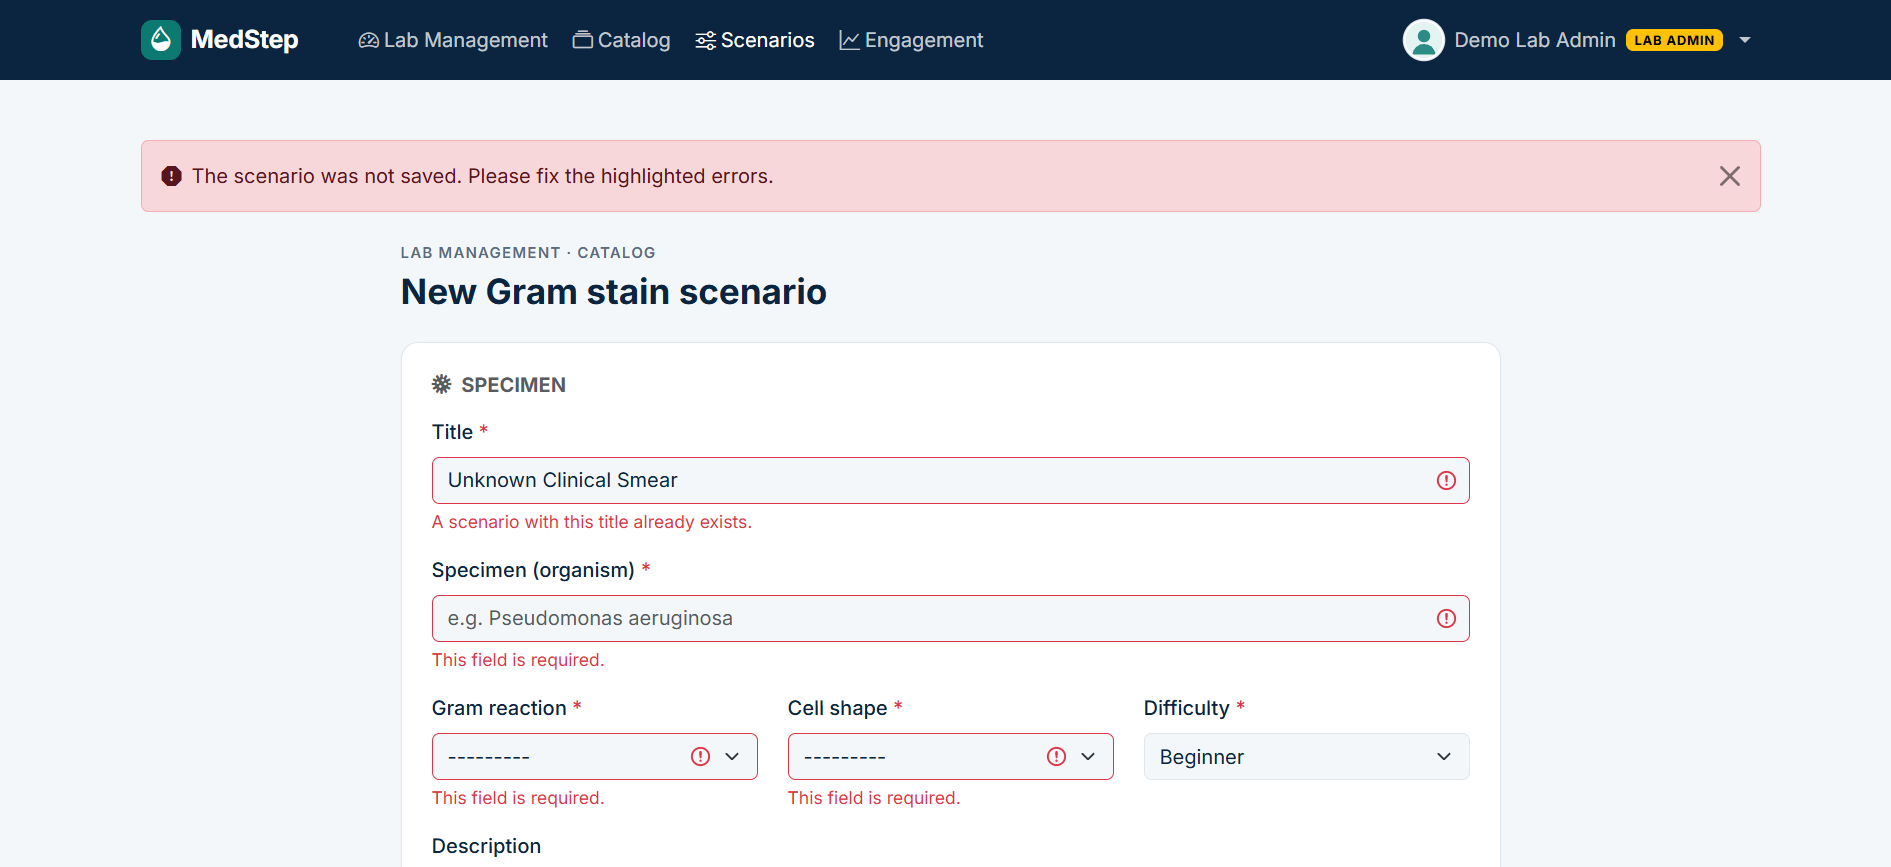 MedStep
Lab Management
Catalog
Scenarios
Engagement
Demo Lab Admin
LAB ADMIN
The scenario was not saved. Please fix the highlighted errors.
LAB MANAGEMENT · CATALOG
New Gram stain scenario
SPECIMEN
Title *
Unknown Clinical Smear
A scenario with this title already exists.
Specimen (organism) *
e.g. Pseudomonas aeruginosa
This field is required.
Gram reaction * Cell shape * Difficulty *
--------- --------- Beginner
This field is required. This field is required.
Description